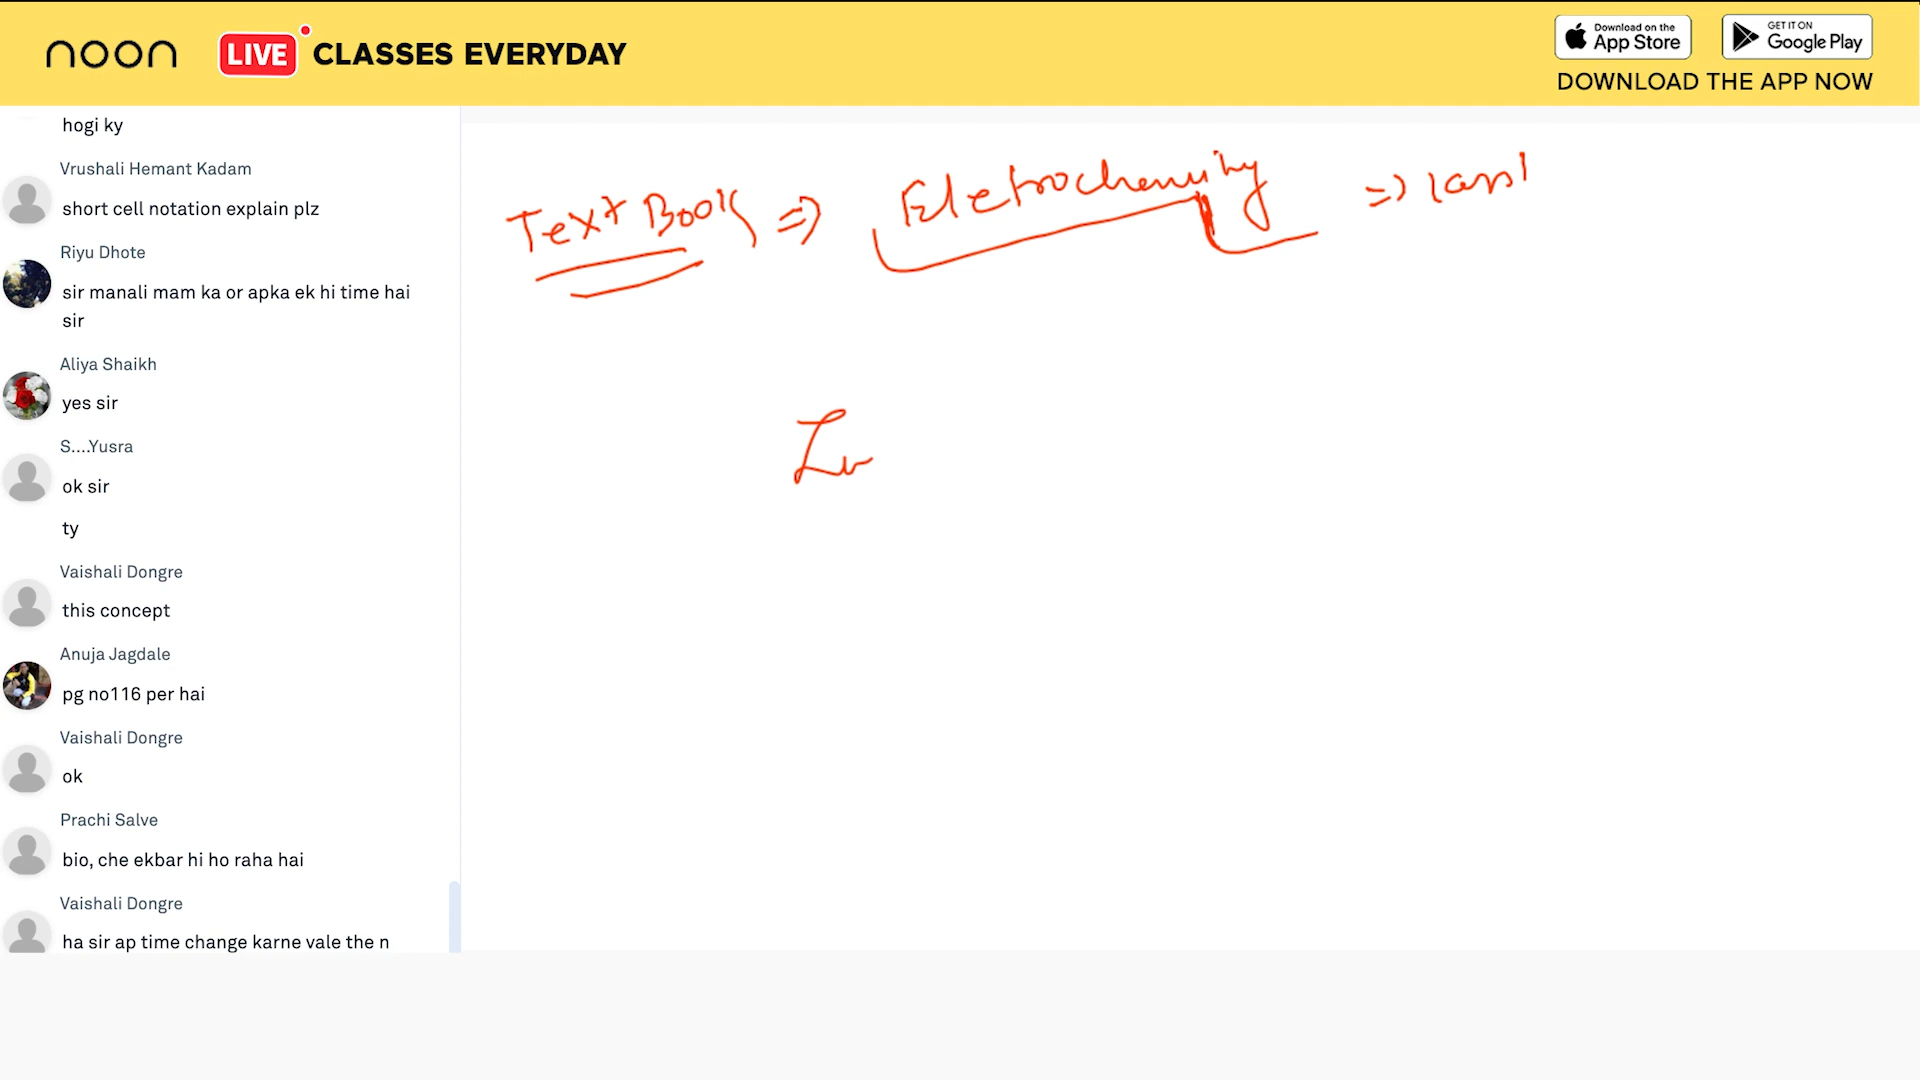 noon LIVE CLASSES EVERYDAY
Download on the App Store
GET IT ON Google Play
DOWNLOAD THE APP NOW
hogi ky
Vrushali Hemant Kadam
short cell notation explain plz
Riyu Dhote
sir manali mam ka or apka ek hi time hai
sir
Aliya Shaikh
yes sir
S....Yusra
ok sir
ty
Vaishali Dongre
this concept
Anuja Jagdale
pg no116 per hai
Vaishali Dongre
ok
Prachi Salve
bio, che ekbar hi ho raha hai
Vaishali Dongre
ha sir ap time change karne vale the n
Text Book => Eletrochemisty =>